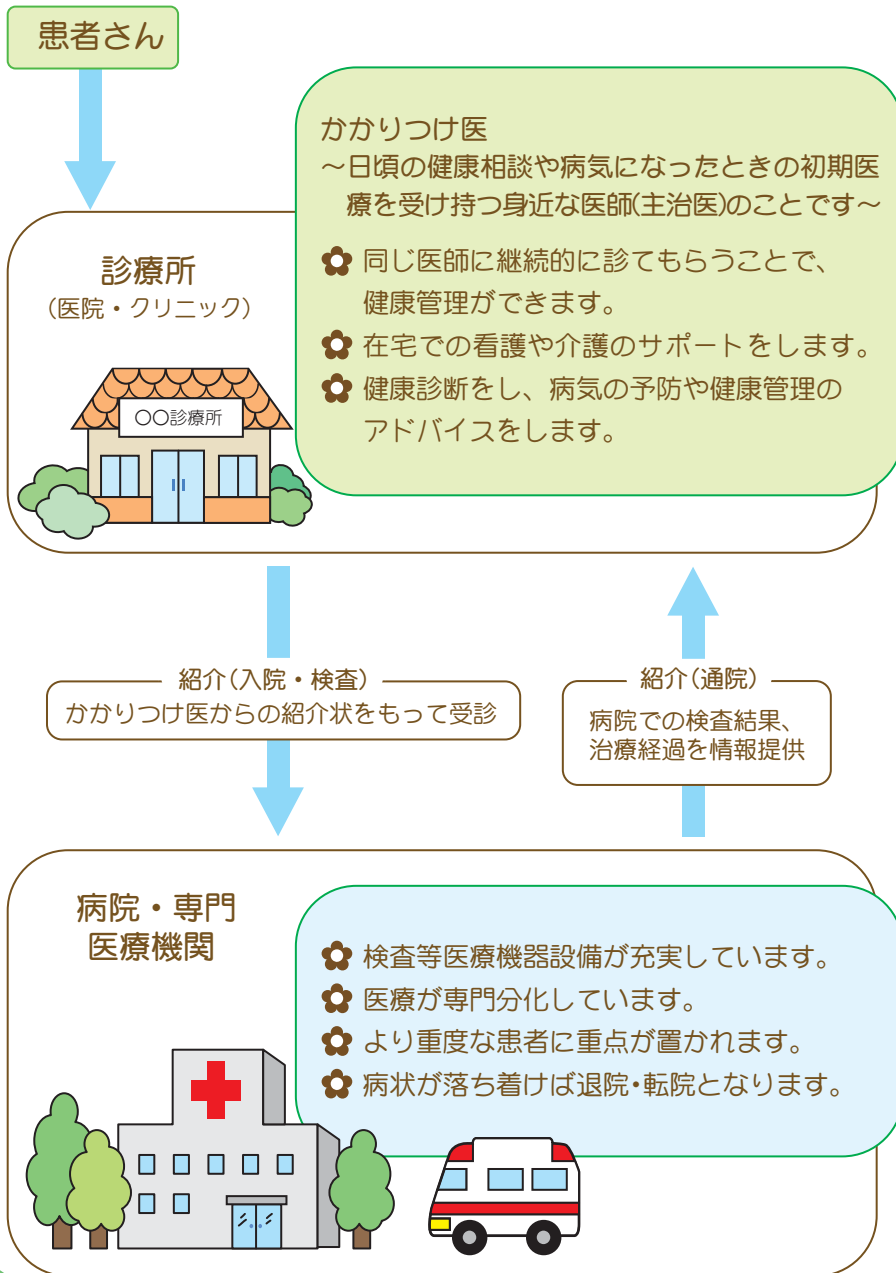 患者さん
かかりつけ医
～日頃の健康相談や病気になったときの初期医
療を受け持つ身近な医師(主治医)のことです～
同じ医師に継続的に診てもらうことで、
健康管理ができます。
在宅での看護や介護のサポートをします。
健康診断をし、病気の予防や健康管理の
アドバイスをします。
診療所
（医院・クリニック）
〇〇診療所
紹介（入院・検査）
かかりつけ医からの紹介状をもって受診
紹介（通院）
病院での検査結果、
治療経過を情報提供
病院・専門
医療機関
検査等医療機器設備が充実しています。
医療が専門分化しています。
より重度な患者に重点が置かれます。
病状が落ち着けば退院・転院となります。